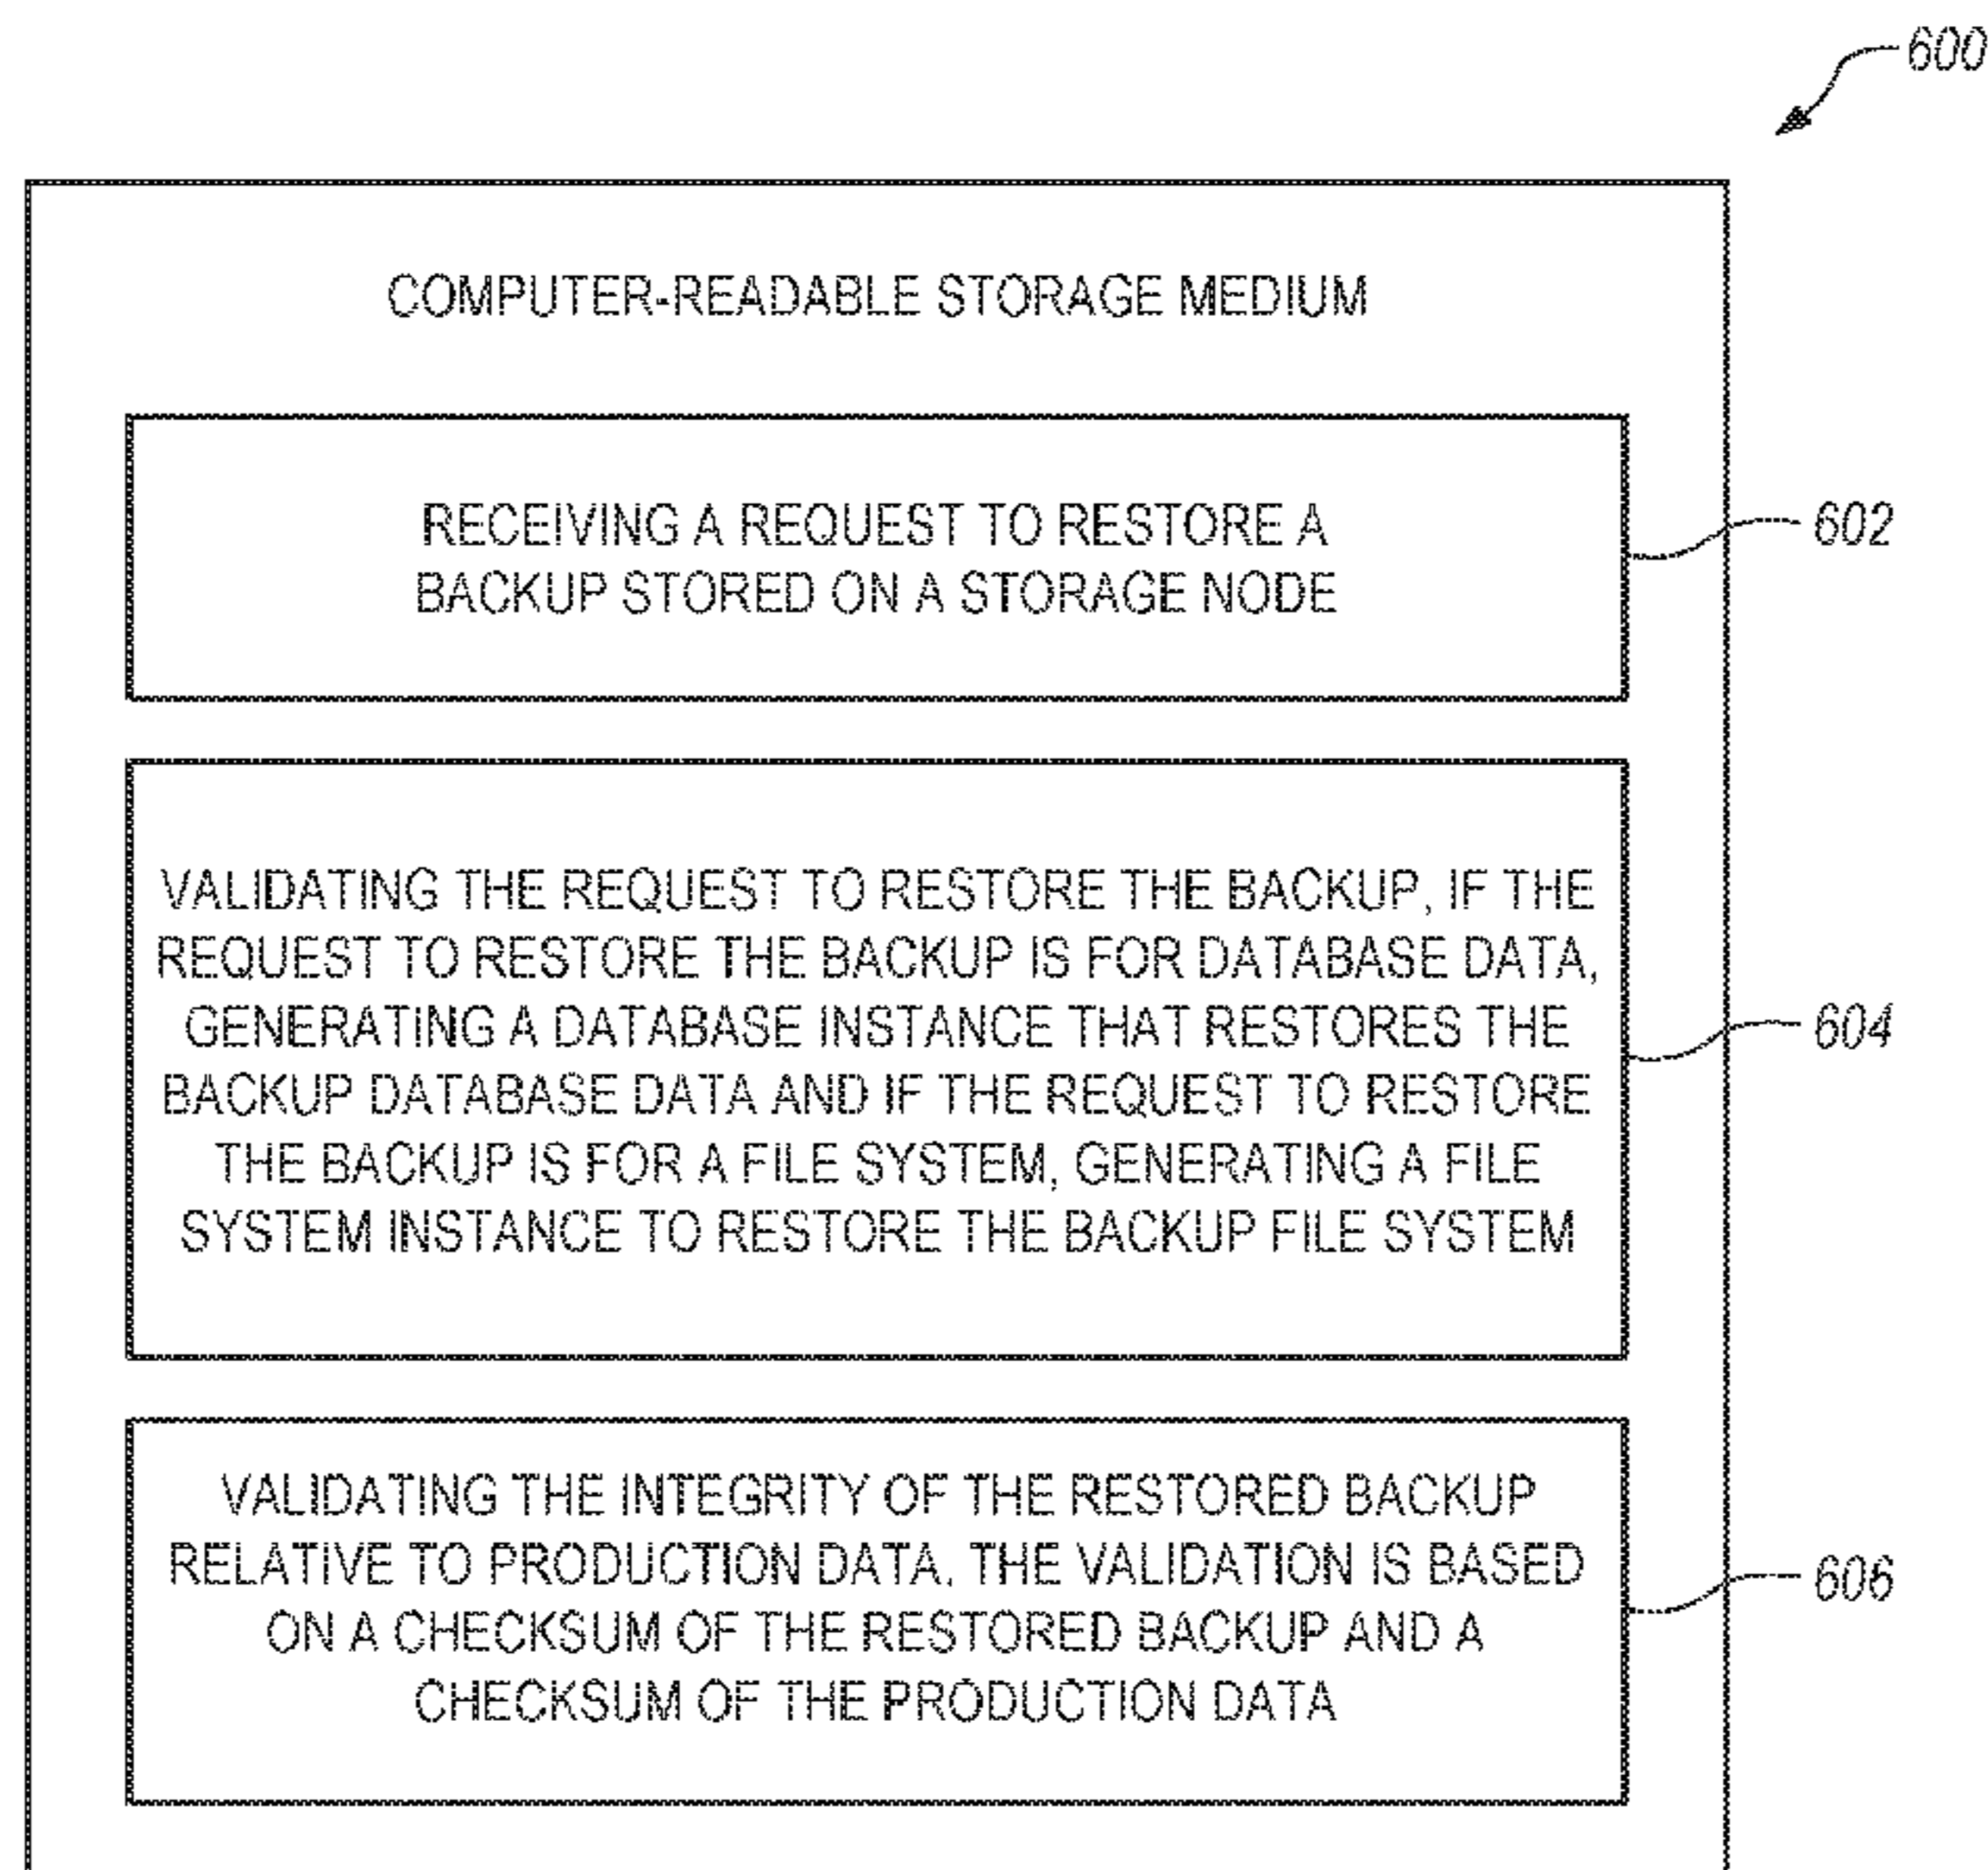 600
COMPUTER-READABLE STORAGE MEDIUM
RECEIVING A REQUEST TO RESTORE A
BACKUP STORED ON A STORAGE NODE
602
VALIDATING THE REQUEST TO RESTORE THE BACKUP, IF THE
REQUEST TO RESTORE THE BACKUP IS FOR DATABASE DATA,
GENERATING A DATABASE INSTANCE THAT RESTORES THE
BACKUP DATABASE DATA AND IF THE REQUEST TO RESTORE
THE BACKUP IS FOR A FILE SYSTEM, GENERATING A FILE
SYSTEM INSTANCE TO RESTORE THE BACKUP FILE SYSTEM
604
VALIDATING THE INTEGRITY OF THE RESTORED BACKUP
RELATIVE TO PRODUCTION DATA, THE VALIDATION IS BASED
ON A CHECKSUM OF THE RESTORED BACKUP AND A
CHECKSUM OF THE PRODUCTION DATA
606